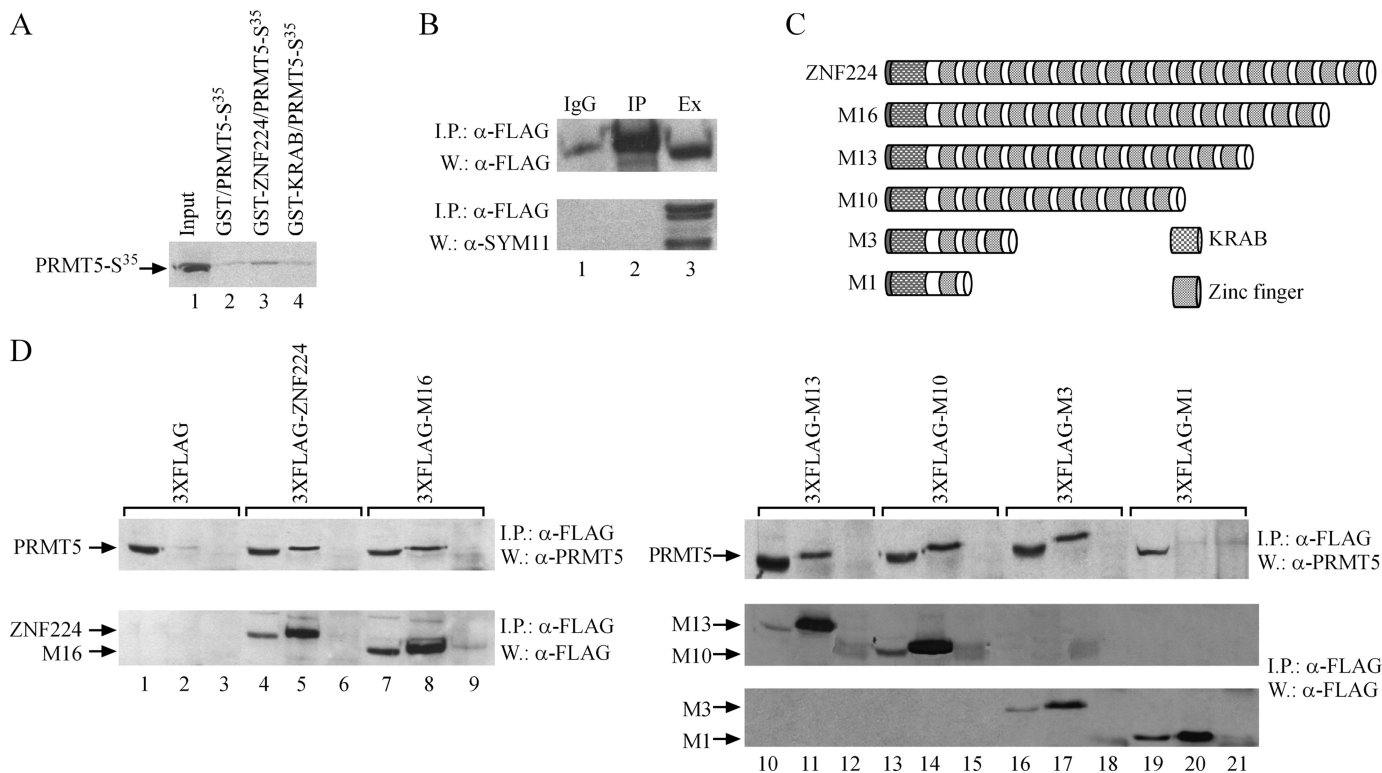 A
Input
GST/PRMT5-S35
GST-ZNF224/PRMT5-S35
GST-KRAB/PRMT5-S35
PRMT5-S35
1 2 3 4
B
IgG IP Ex
I.P.: α-FLAG
W.: α-FLAG
I.P.: α-FLAG
W.: α-SYM11
1 2 3
C
ZNF224
M16
M13
M10
M3
M1
KRAB
Zinc finger
D
3XFLAG
3XFLAG-ZNF224
3XFLAG-M16
PRMT5
I.P.: α-FLAG
W.: α-PRMT5
ZNF224
M16
I.P.: α-FLAG
W.: α-FLAG
1 2 3 4 5 6 7 8 9
3XFLAG-M13
3XFLAG-M10
3XFLAG-M3
3XFLAG-M1
PRMT5
I.P.: α-FLAG
W.: α-PRMT5
M13
M10
I.P.: α-FLAG
W.: α-FLAG
M3
M1
10 11 12 13 14 15 16 17 18 19 20 21